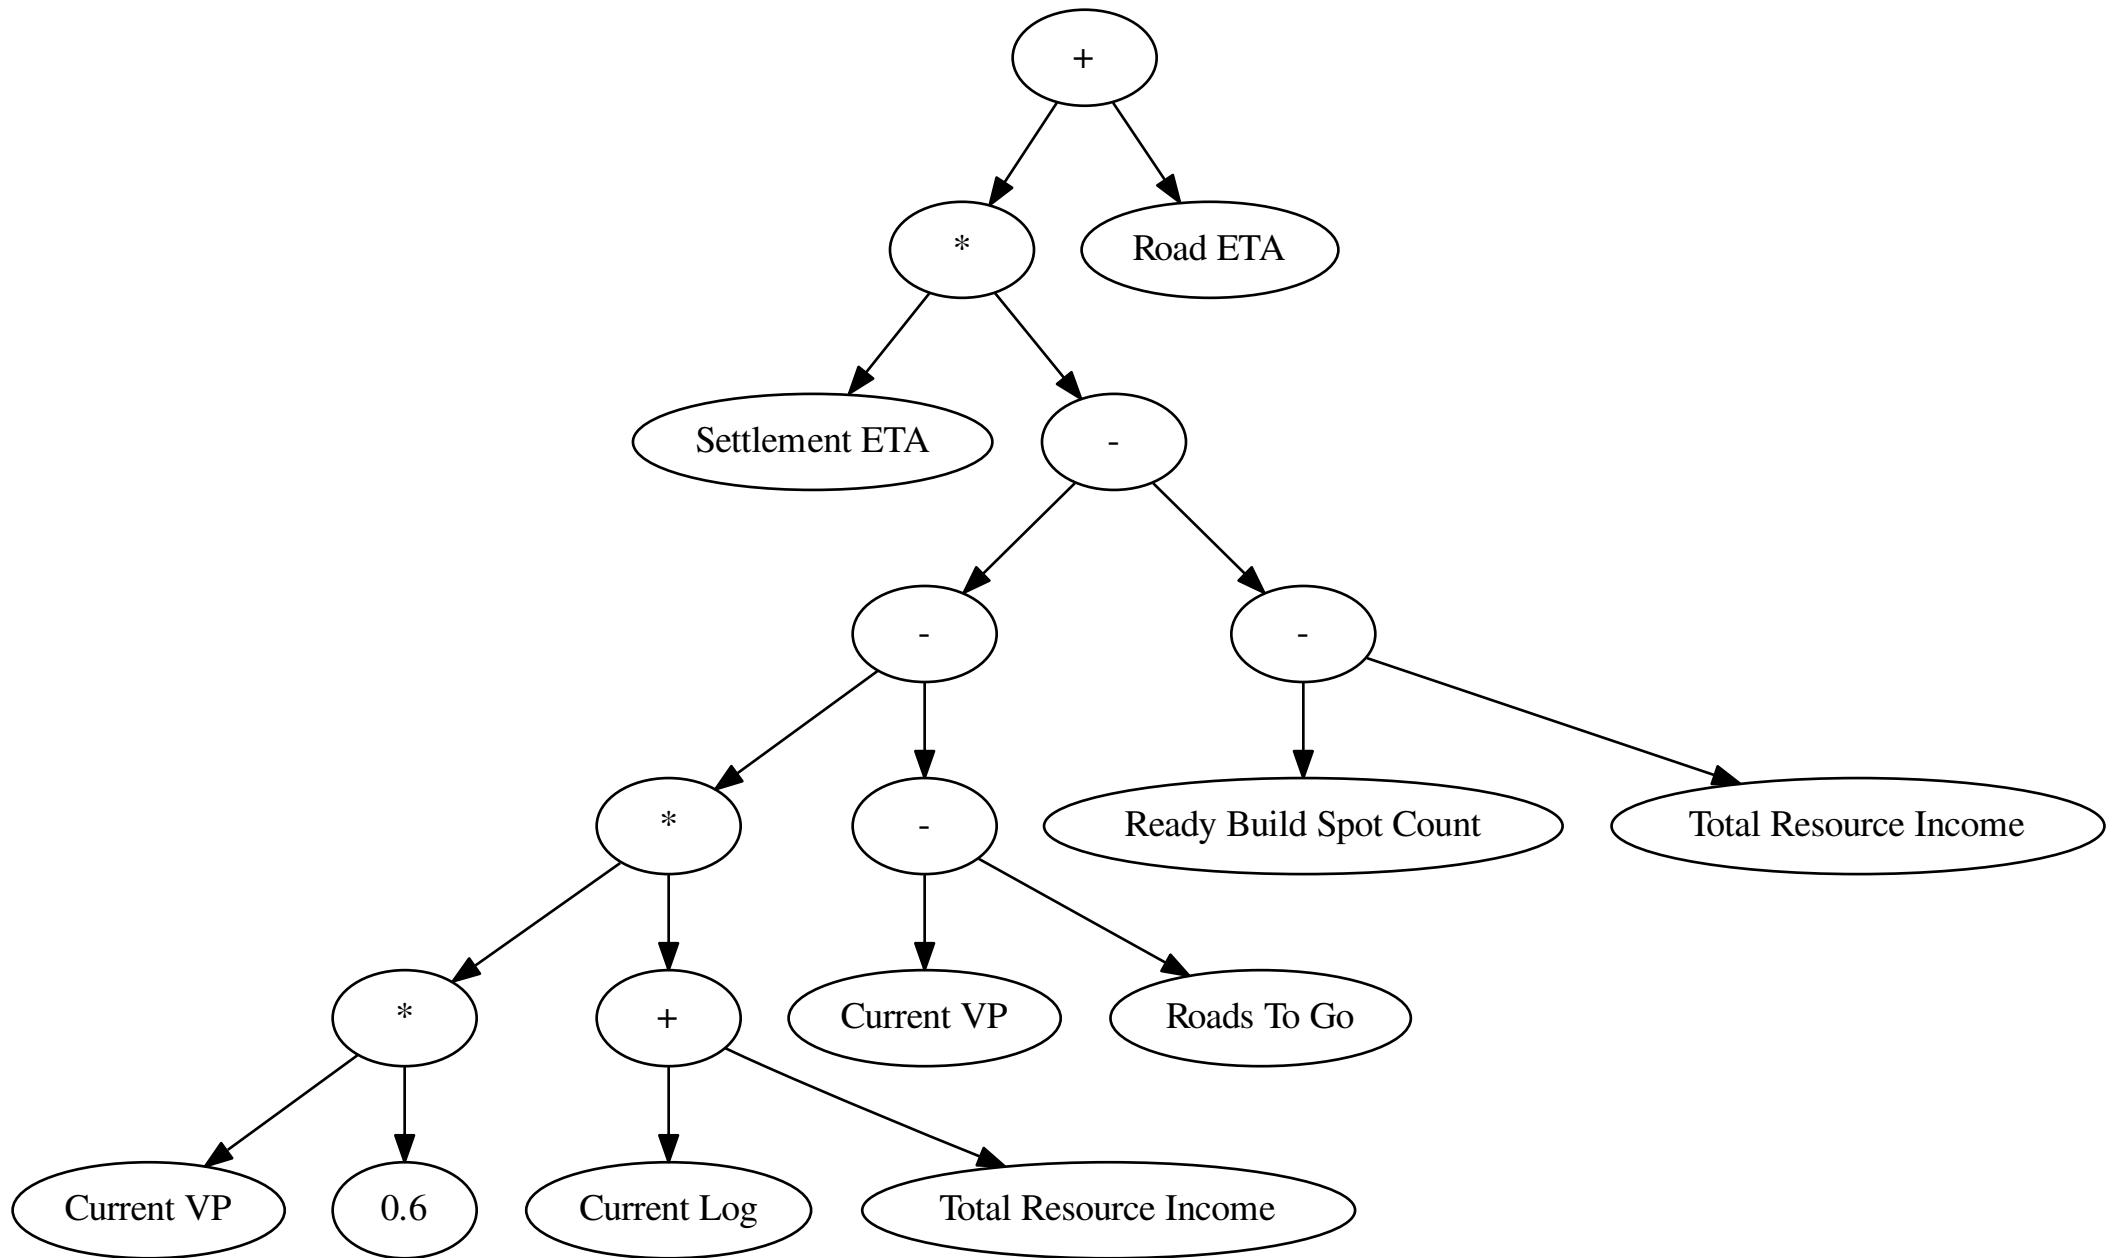 +
*
Road ETA
Settlement ETA
-
-
-
*
-
Ready Build Spot Count
Total Resource Income
*
+
Current VP
Roads To Go
Current VP
0.6
Current Log
Total Resource Income